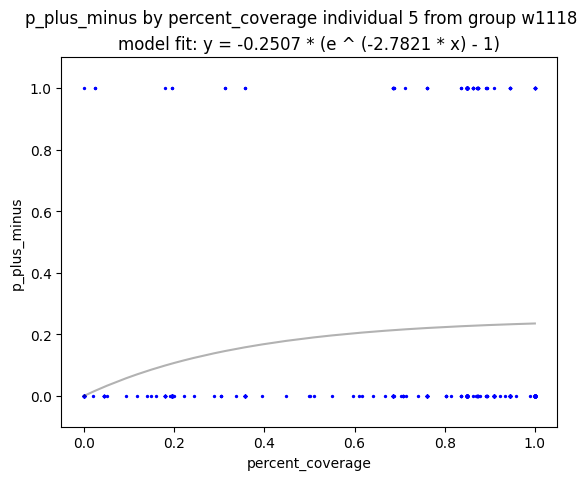 p_plus_minus by percent_coverage individual 5 from group w1118
model fit: y = -0.2507 * (e ^ (-2.7821 * x) - 1)
1.0
0.8
0.6
0.4
0.2
0.0
p_plus_minus
0.0 0.2 0.4 0.6 0.8 1.0
percent_coverage